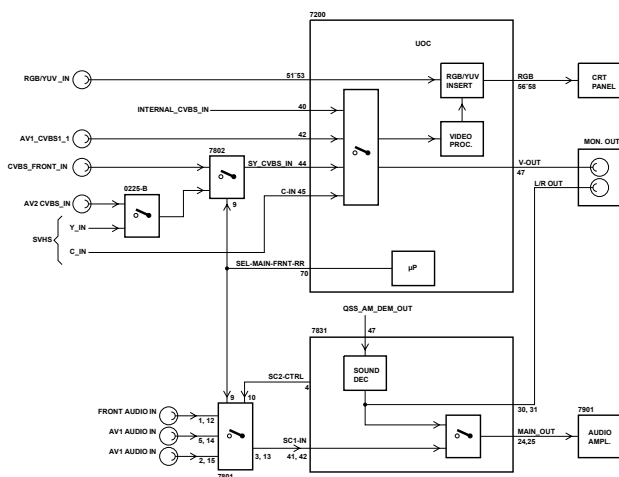 7200
UOC
RGB/YUV_IN
51~53
RGB/YUV
INSERT
RGB
56~58
CRT
PANEL
INTERNAL_CVBS_IN
40
AV1_CVBS1_1
42
VIDEO
PROC.
MON. OUT
CVBS_FRONT_IN
7802
SY_CVBS_IN 44
V-OUT
47
L/R OUT
0225-B
C-IN 45
AV2 CVBS_IN
9
Y_IN
SVHS
C_IN
SEL-MAIN-FRNT-RR
70
µP
QSS_AM_DEM_OUT
47
7831
SOUND
DEC
SC2-CTRL
4
9
10
30, 31
FRONT AUDIO IN
1, 12
AV1 AUDIO IN
5, 14
AV1 AUDIO IN
2, 15
3, 13
SC1-IN
41, 42
MAIN_OUT
24,25
7901
AUDIO
AMPL.
7801